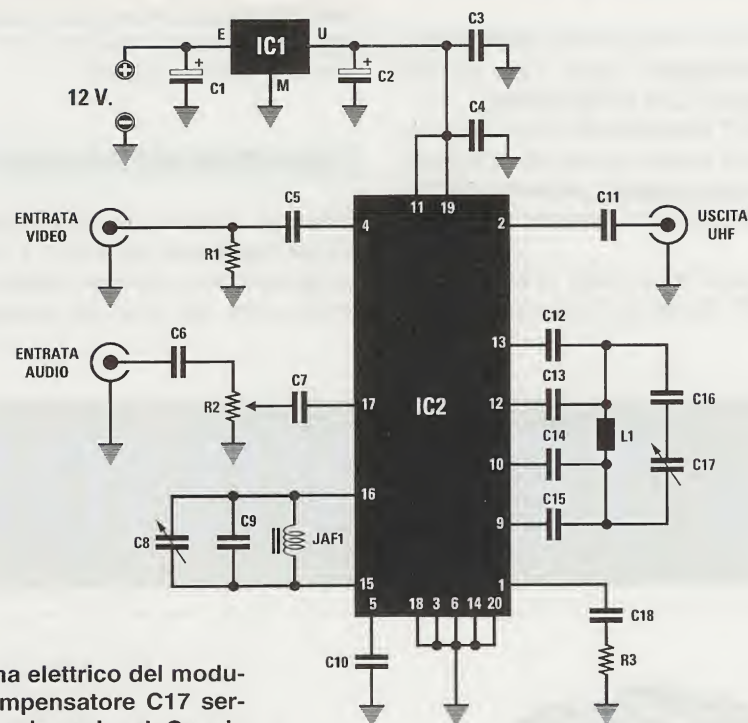 C3
E IC1 U
+ +
C1 M C2
12 V.
C4
11 19
ENTRATA VIDEO
C5
4
R1
2
C11
USCITA UHF
C6
ENTRATA AUDIO
R2
C7
17
IC2
13
C12
12
C13
10
C14
9
C15
L1
C16
C17
16
C8
C9
JAF1
15
1
5 18 3 6 14 20
C10
C18
R3
na elettrico del modu-
mpensatore C17 ser-